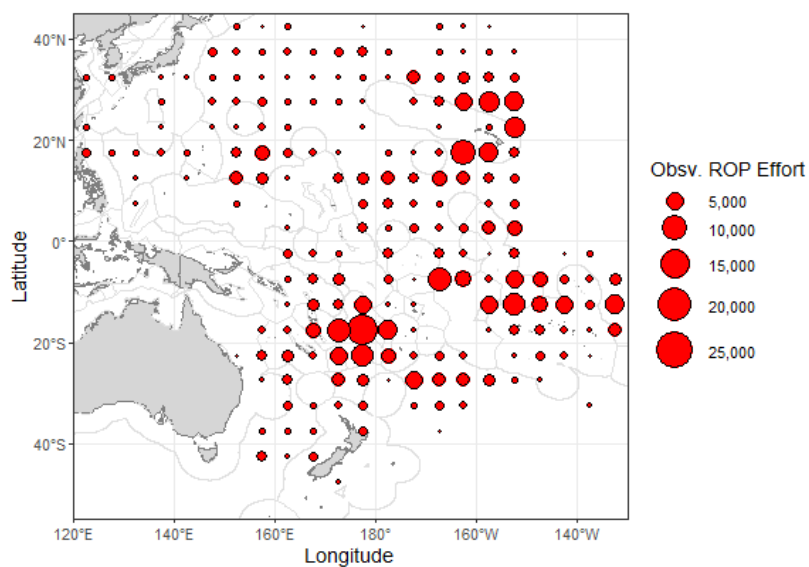 40°N
20°N
0°
20°S
40°S
Latitude
120°E
140°E
160°E
180°
160°W
140°W
Longitude
Obsv. ROP Effort
5,000
10,000
15,000
20,000
25,000